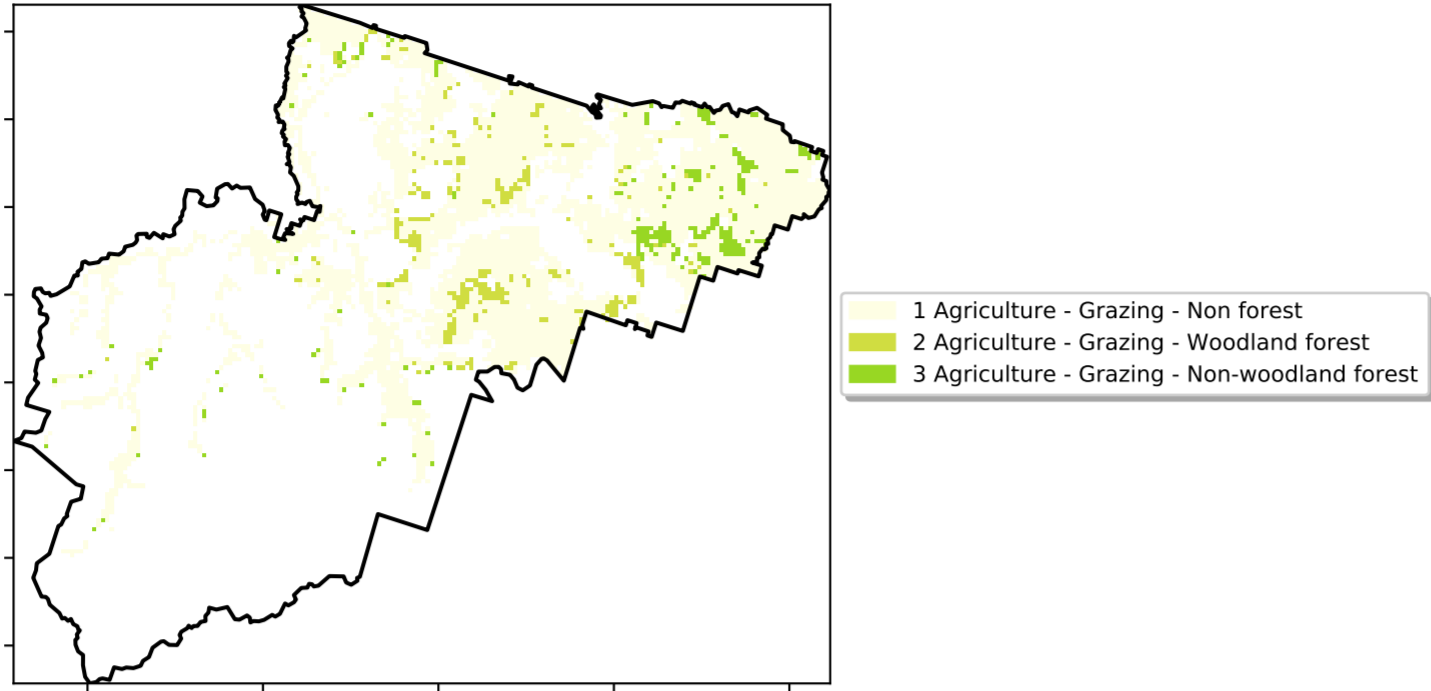 1 Agriculture - Grazing - Non forest
2 Agriculture - Grazing - Woodland forest
3 Agriculture - Grazing - Non-woodland forest